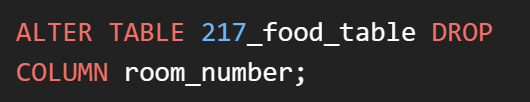 ALTER TABLE 217_food_table DROP
COLUMN room_number;